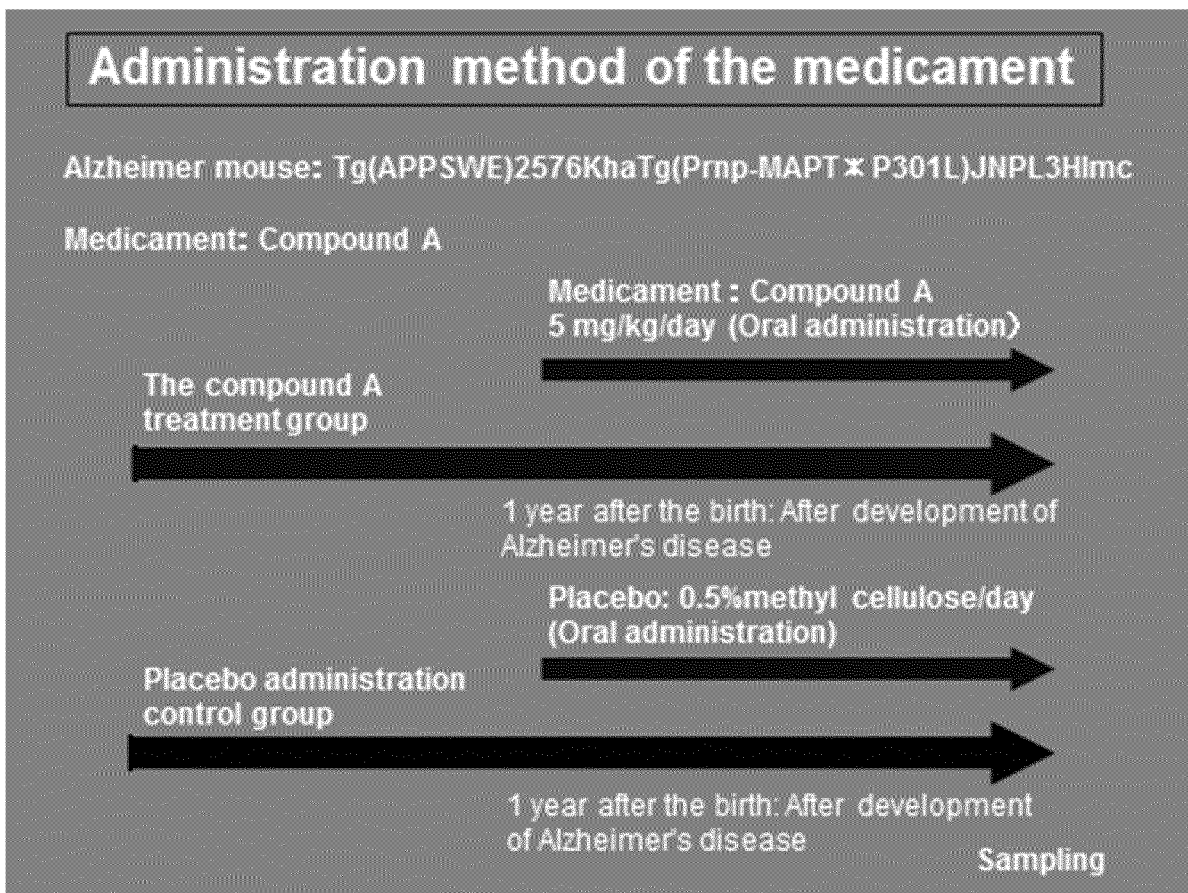 Administration method of the medicament
Alzheimer mouse: Tg(APPSWE)2576KhaTg(Prnp-MAPT*P301L)JNPL3Hlmc
Medicament: Compound A
Medicament : Compound A
5 mg/kg/day (Oral administration)
The compound A
treatment group
1 year after the birth: After development of
Alzheimer's disease
Placebo: 0.5%methyl cellulose/day
(Oral administration)
Placebo administration
control group
1 year after the birth: After development
of Alzheimer's disease
Sampling